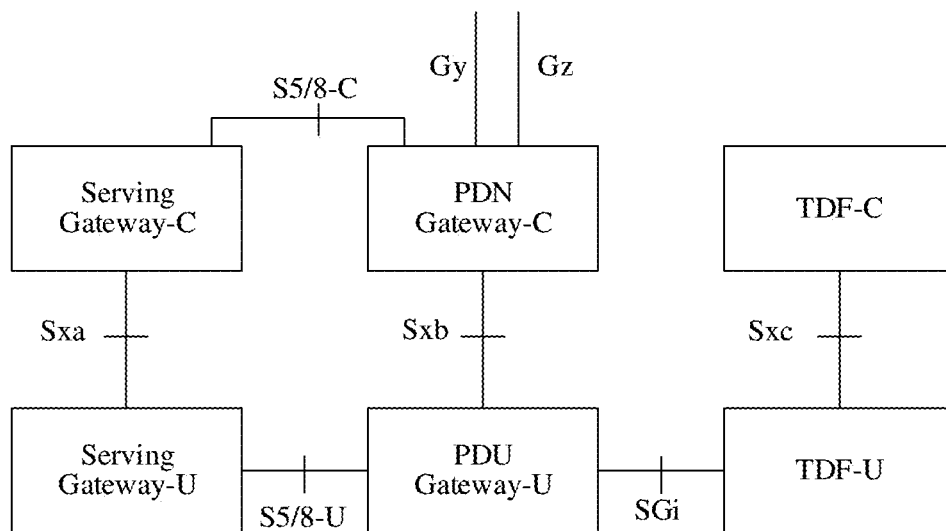 Gy
Gz
S5/8-C
Serving
Gateway-C
PDN
Gateway-C
TDF-C
Sxa
Sxb
Sxc
Serving
Gateway-U
PDU
Gateway-U
TDF-U
S5/8-U
SGi